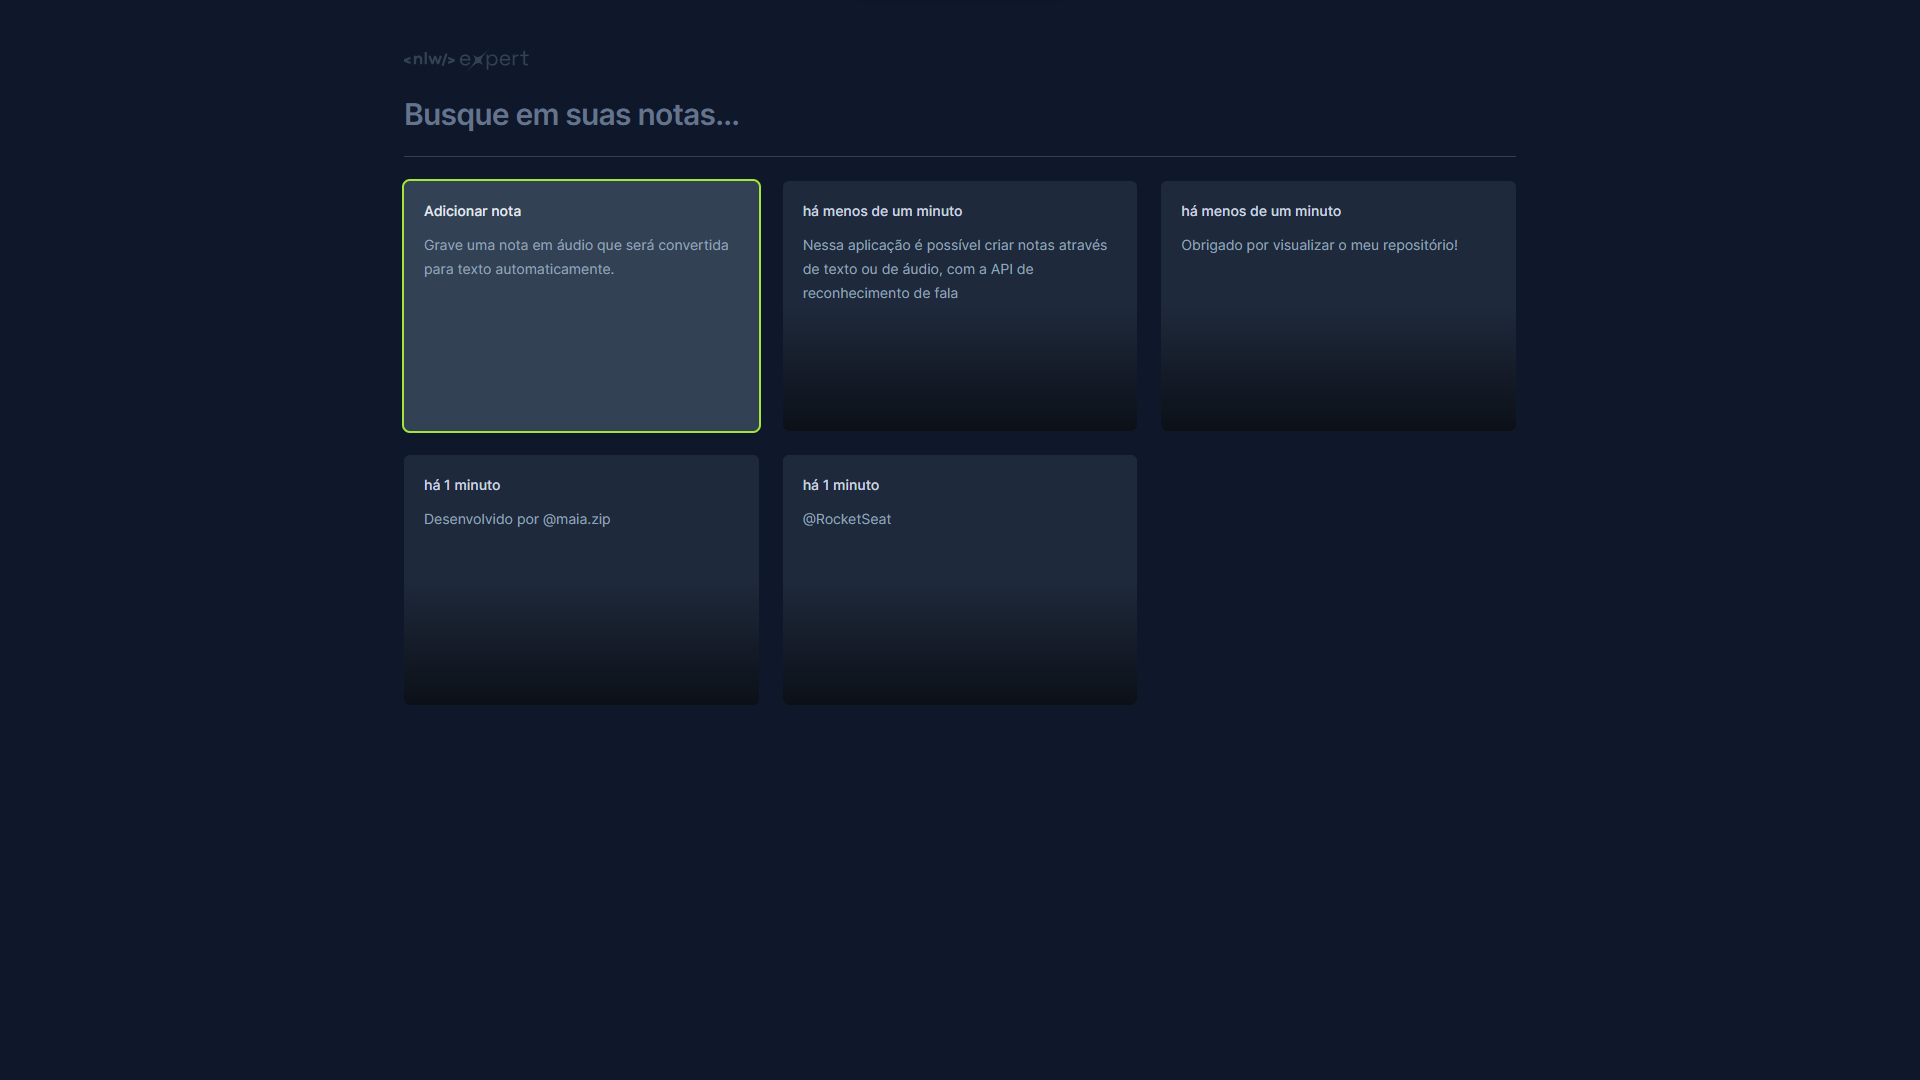 <nlw/> expert
Busque em suas notas...
Adicionar nota
Grave uma nota em áudio que será convertida
para texto automaticamente.
há menos de um minuto
Nessa aplicação é possível criar notas através
de texto ou de áudio, com a API de
reconhecimento de fala
há menos de um minuto
Obrigado por visualizar o meu repositório!
há 1 minuto
Desenvolvido por @maia.zip
há 1 minuto
@RocketSeat